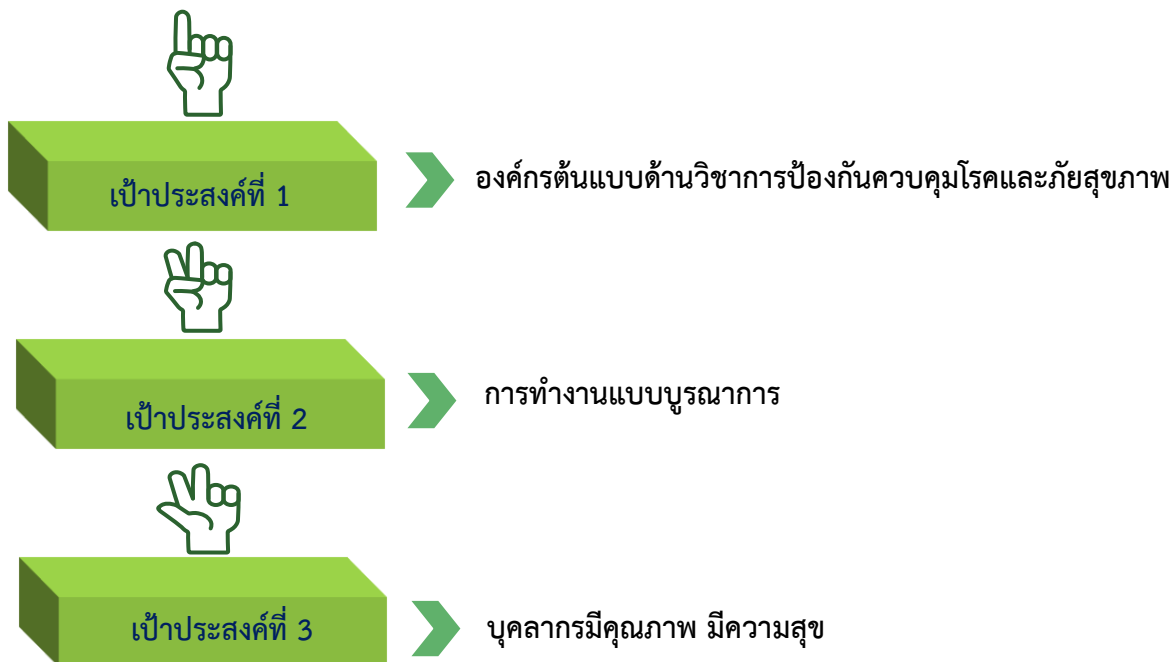 เป้าประสงค์ที่ 1
องค์กรต้นแบบด้านวิชาการป้องกันควบคุมโรคและภัยสุขภาพ
เป้าประสงค์ที่ 2
การทำงานแบบบูรณาการ
เป้าประสงค์ที่ 3
บุคลากรมีคุณภาพ มีความสุข